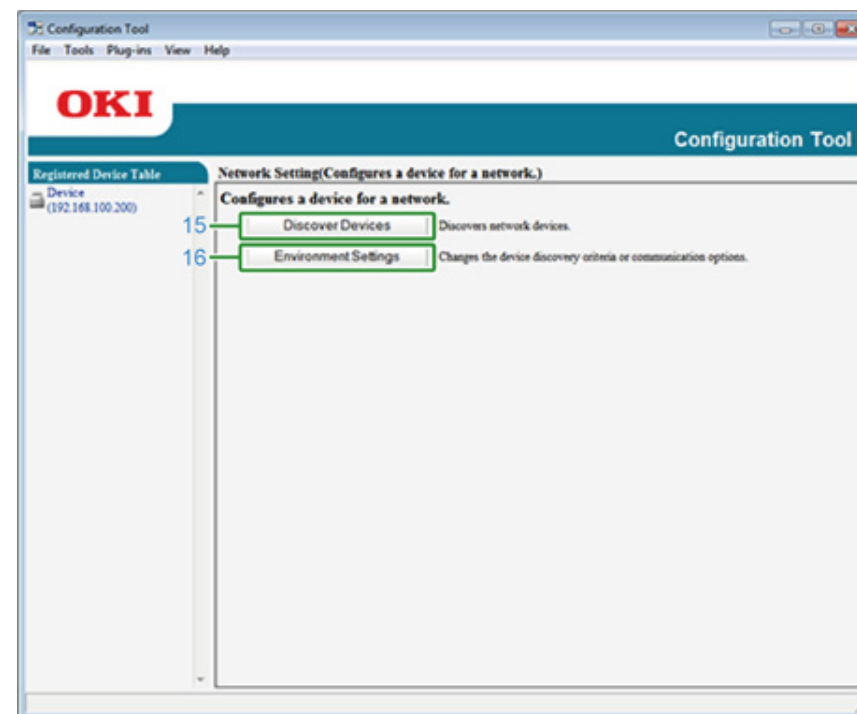 Configuration Tool
File Tools Plug-ins View Help
OKI
Configuration Tool
Registered Device Table
Network Setting(Configures a device for a network.)
Device
(192.168.100.200)
Configures a device for a network.
15 Discover Devices Discovers network devices.
16 Environment Settings Changes the device discovery criteria or communication options.